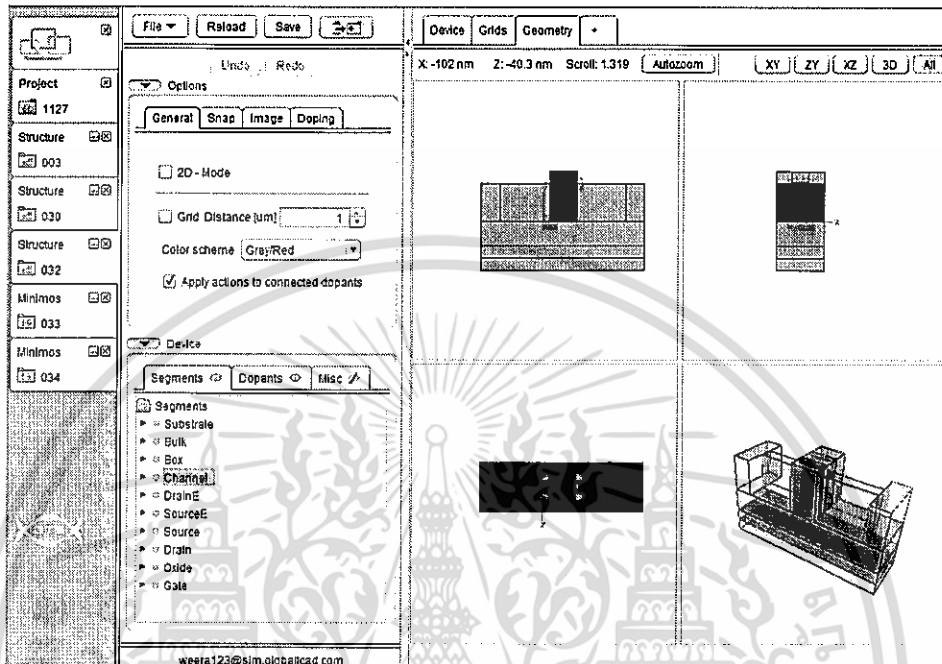 File Reload Save
Undo Redo
Project
1127
Structure
003
Structure
030
Structure
032
Minimos
033
Minimos
034
Options
General Snap Image Doping
2D - Mode
Grid Distance [um] 1
Color scheme Gray/Red
Apply actions to connected dopants
Device
Segments Dopants Misc
Segments
Substrate
Bulk
Box
Channel
DrainE
SourceE
Source
Drain
Oxide
Gate
weera123@sim.globaltcad.com
Device Grids Geometry +
X: -102 nm Z: -40.3 nm Scroll: 1.319 Autozoom XY ZY XZ 3D All